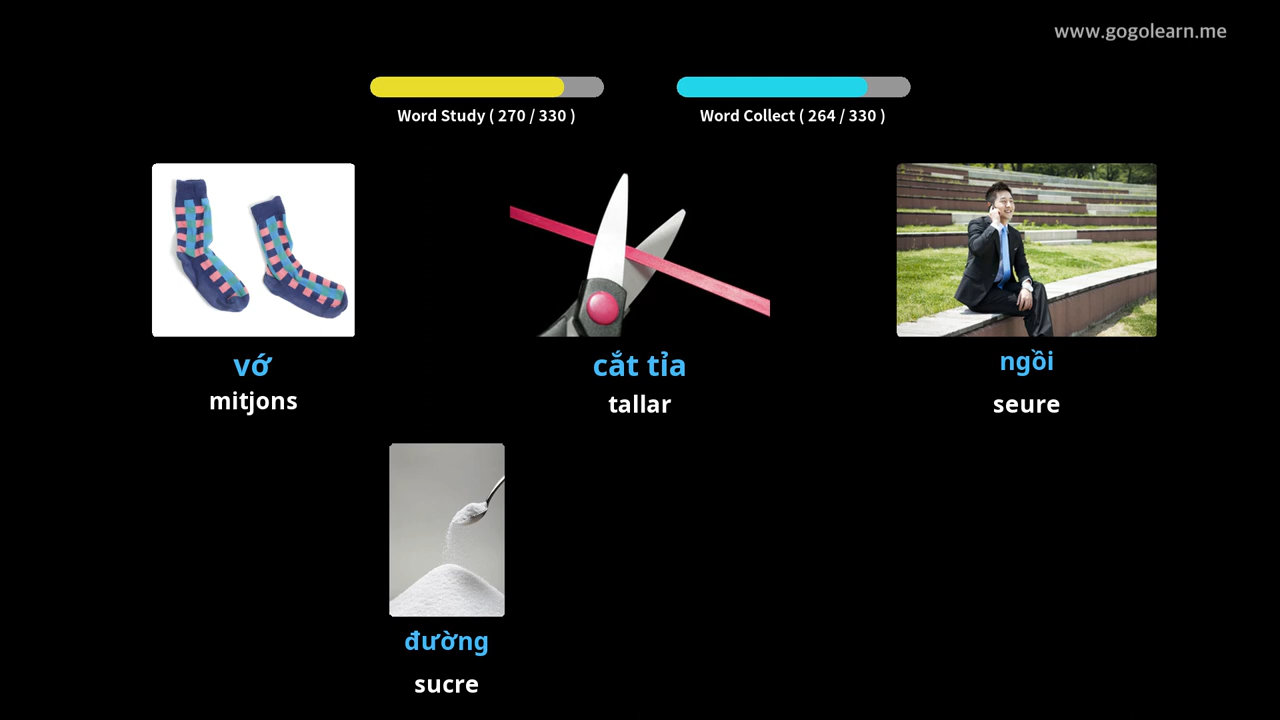 www.gogolearn.me
Word Study ( 270 / 330 )
Word Collect ( 264 / 330 )
vớ
mitjons
cắt tỉa
tallar
ngồi
seure
đường
sucre